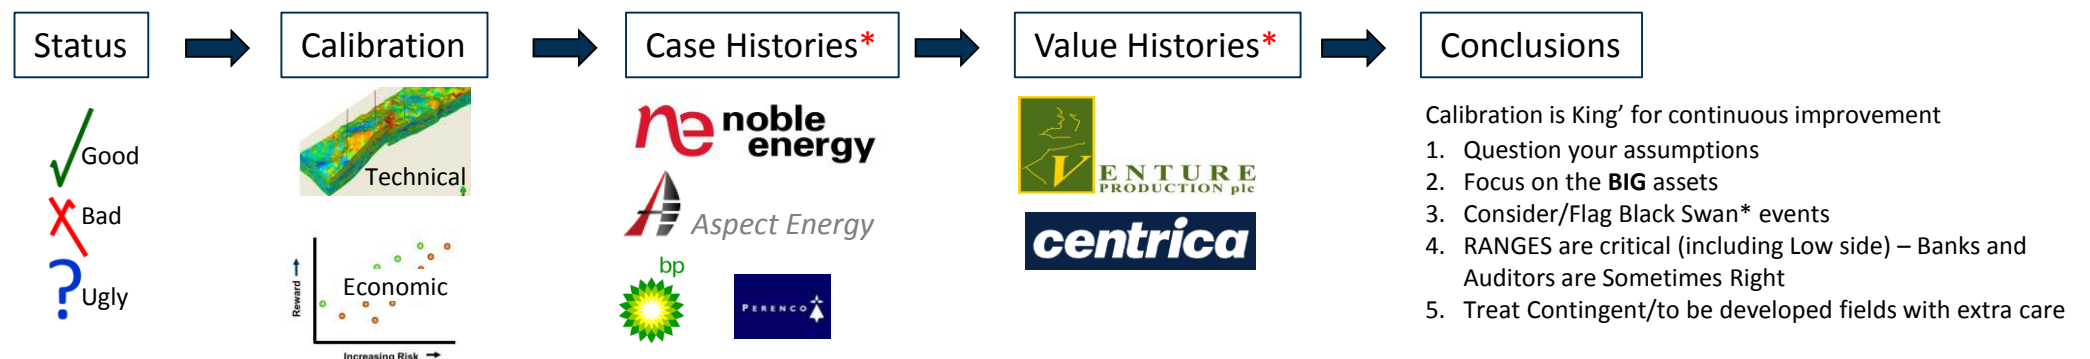 Status
Calibration
Case Histories*
Value Histories*
Conclusions
Good
Bad
Ugly
Technical
Reward
Economic
Increasing Risk
noble
energy
Aspect Energy
bp
PERENCO
VENTURE
PRODUCTION plc
centrica
Calibration is King’ for continuous improvement
1. Question your assumptions
2. Focus on the BIG assets
3. Consider/Flag Black Swan* events
4. RANGES are critical (including Low side) – Banks and
Auditors are Sometimes Right
5. Treat Contingent/to be developed fields with extra care